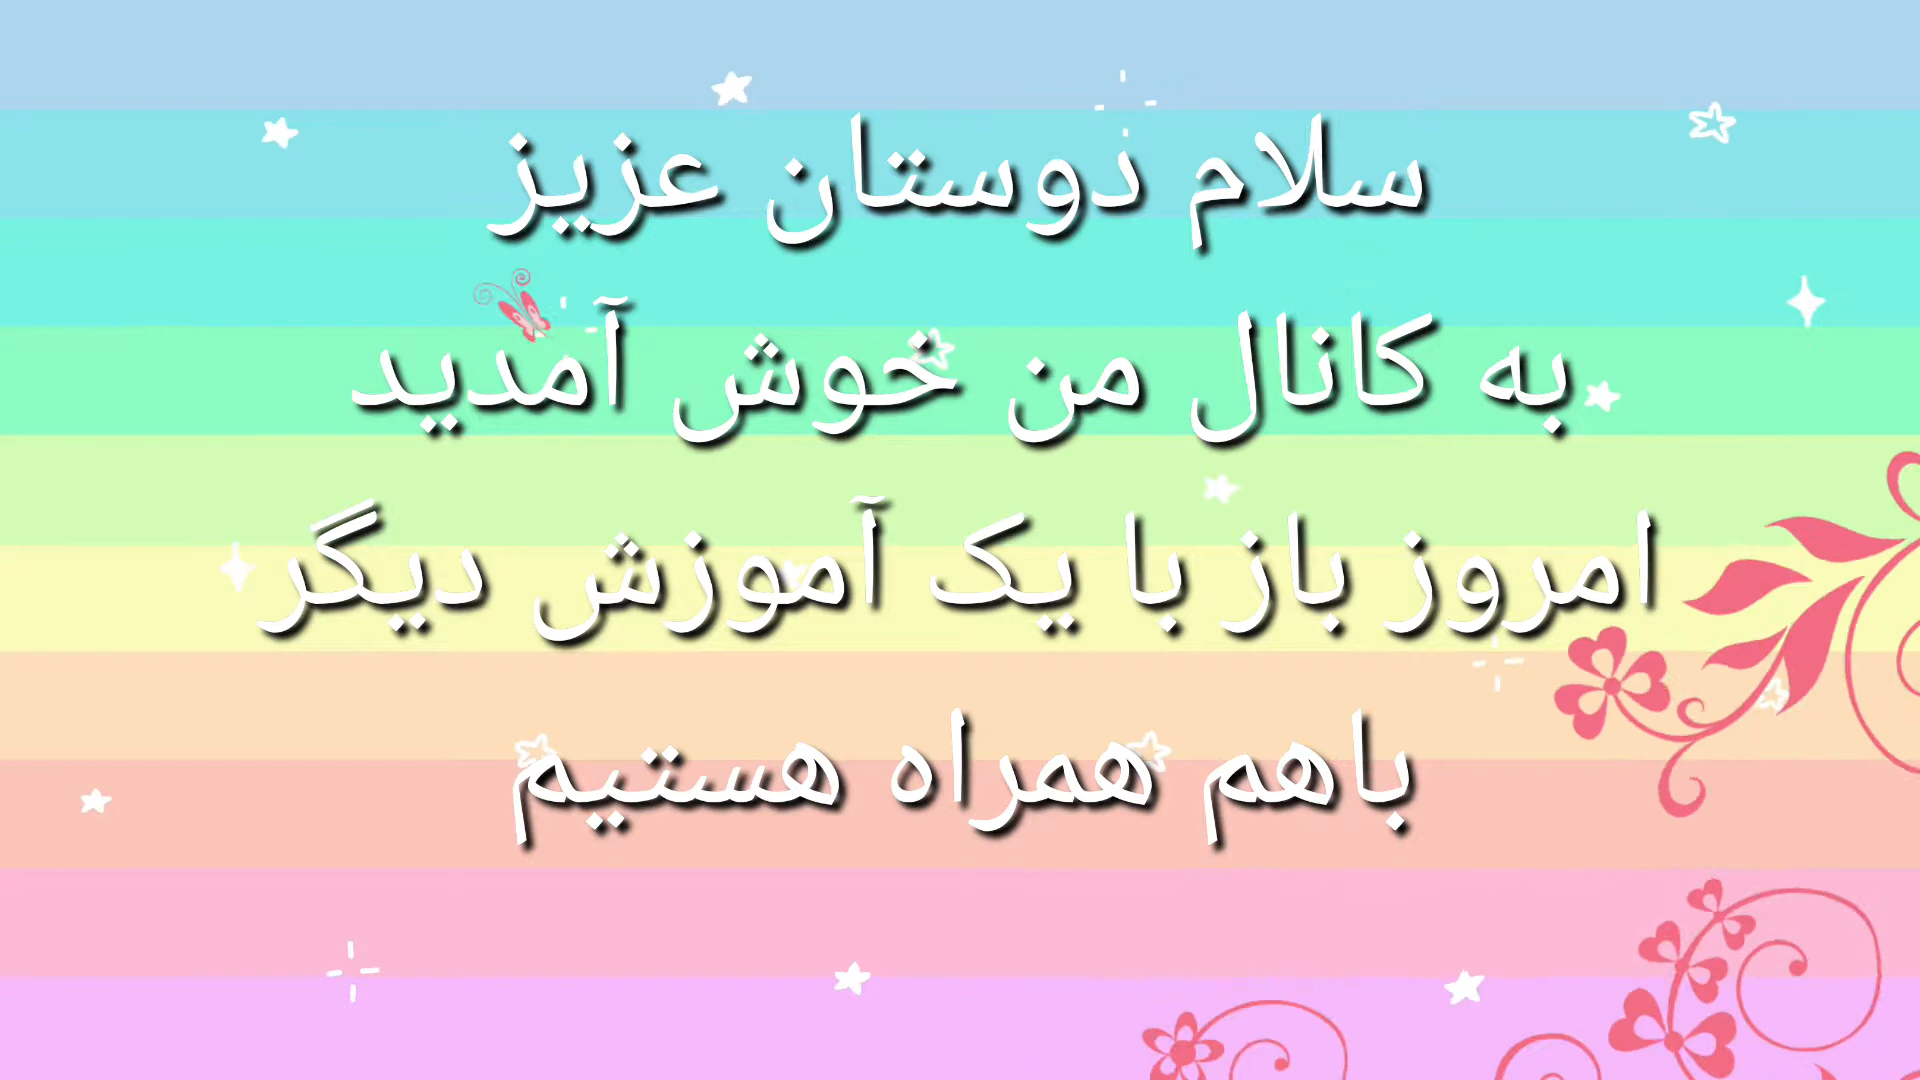 سلام دوستان عزیز
به کانال من خوش آمدید
امروز باز با یک آموزش دیگر
باهم همراه هستیم